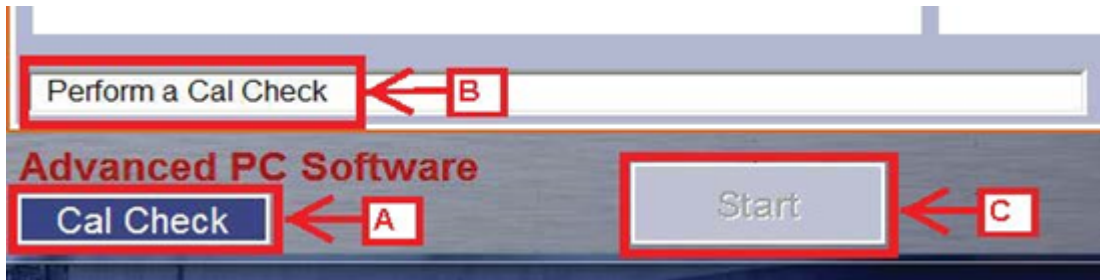 Perform a Cal Check B
Advanced PC Software
Cal Check A Start C